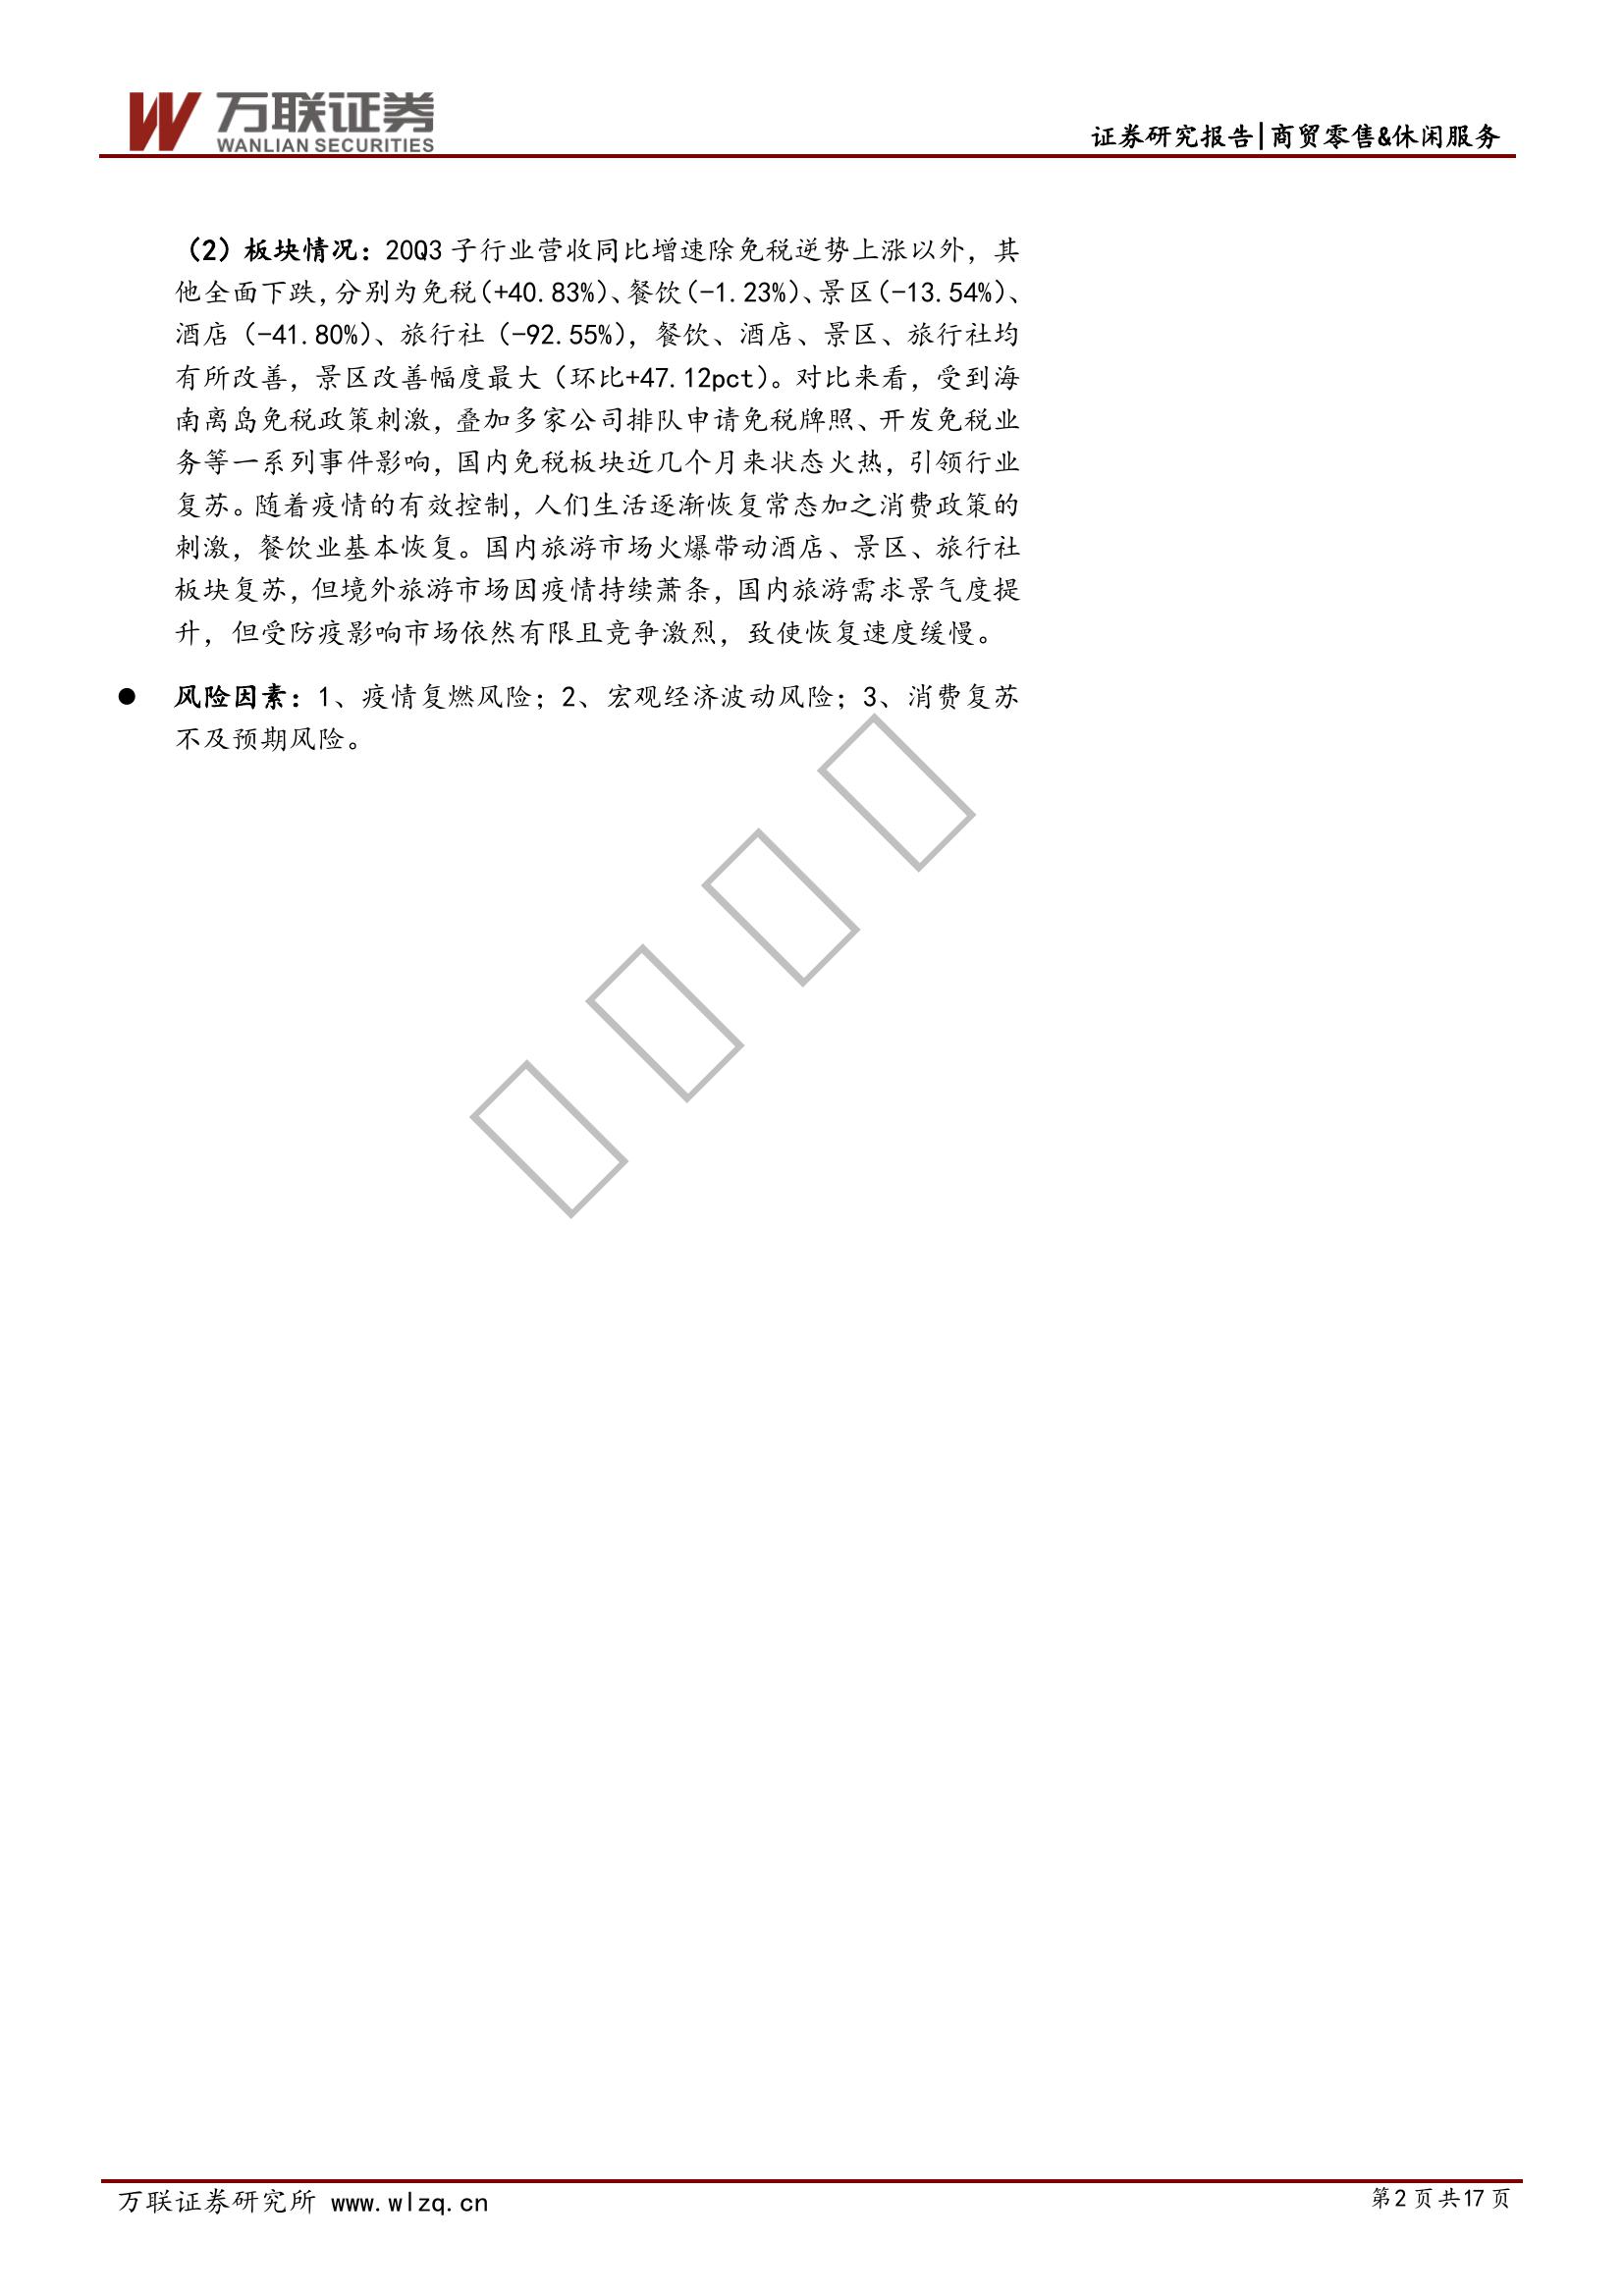 万联证券
WANLIAN SECURITIES
证券研究报告|商贸零售&休闲服务
（2）板块情况：20Q3 子行业营收同比增速除免税逆势上涨以外，其
他全面下跌，分别为免税（+40.83%）、餐饮（-1.23%）、景区（-13.54%）、
酒店（-41.80%）、旅行社（-92.55%），餐饮、酒店、景区、旅行社均
有所改善，景区改善幅度最大（环比+47.12pct）。对比来看，受到海
南离岛免税政策刺激，叠加多家公司排队申请免税牌照、开发免税业
务等一系列事件影响，国内免税板块近几个月来状态火热，引领行业
复苏。随着疫情的有效控制，人们生活逐渐恢复常态加之消费政策的
刺激，餐饮业基本恢复。国内旅游市场火爆带动酒店、景区、旅行社
板块复苏，但境外旅游市场因疫情持续萧条，国内旅游需求景气度提
升，但受防疫影响市场依然有限且竞争激烈，致使恢复速度缓慢。
● 风险因素：1、疫情复燃风险；2、宏观经济波动风险；3、消费复苏
不及预期风险。
万联证券研究所 www.wlzq.cn
第2页共17页